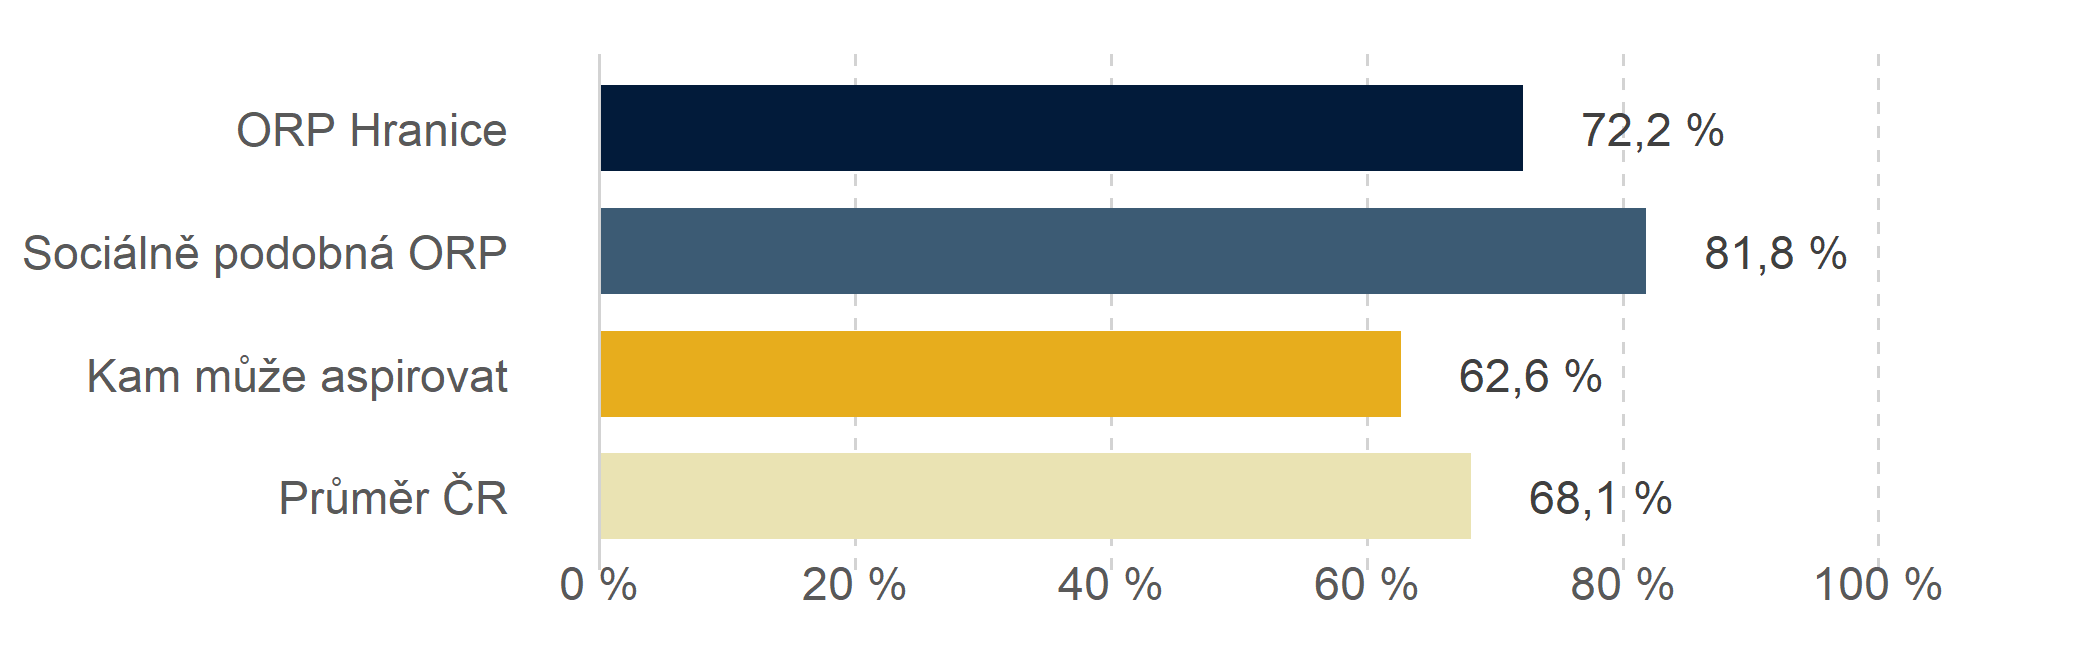 ORP Hranice
72,2 %
Sociálně podobná ORP
81,8 %
Kam může aspirovat
62,6 %
Průměr ČR
68,1 %
0 %
20 %
40 %
60 %
80 %
100 %